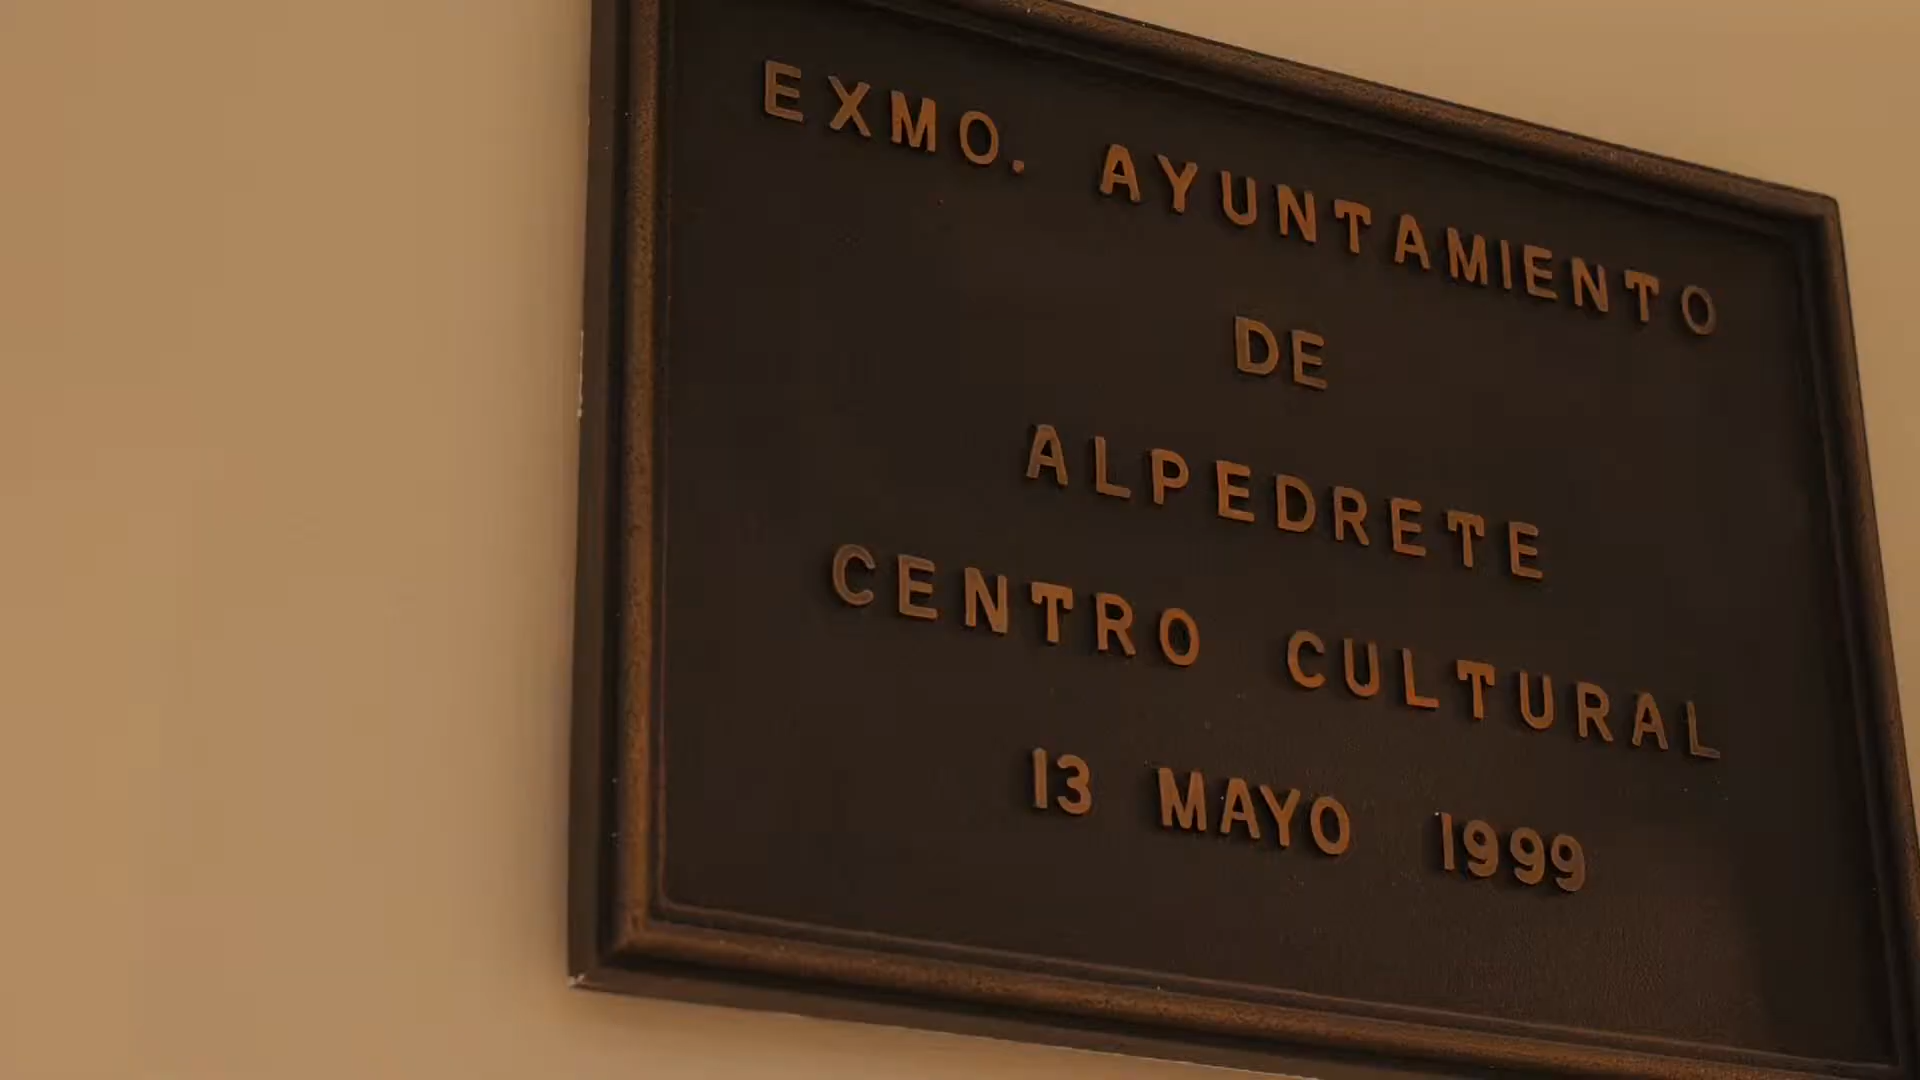 EXMO. AYUNTAMIENTO
DE
ALPEDRETE
CENTRO CULTURAL
13 MAYO 1999